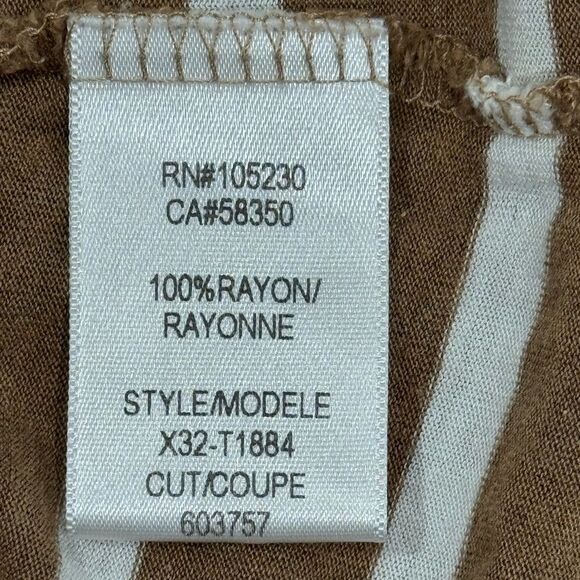 RN#105230
CA#58350
100%RAYON/
RAYONNE
STYLE/MODELE
X32-T1884
CUT/COUPE
603757